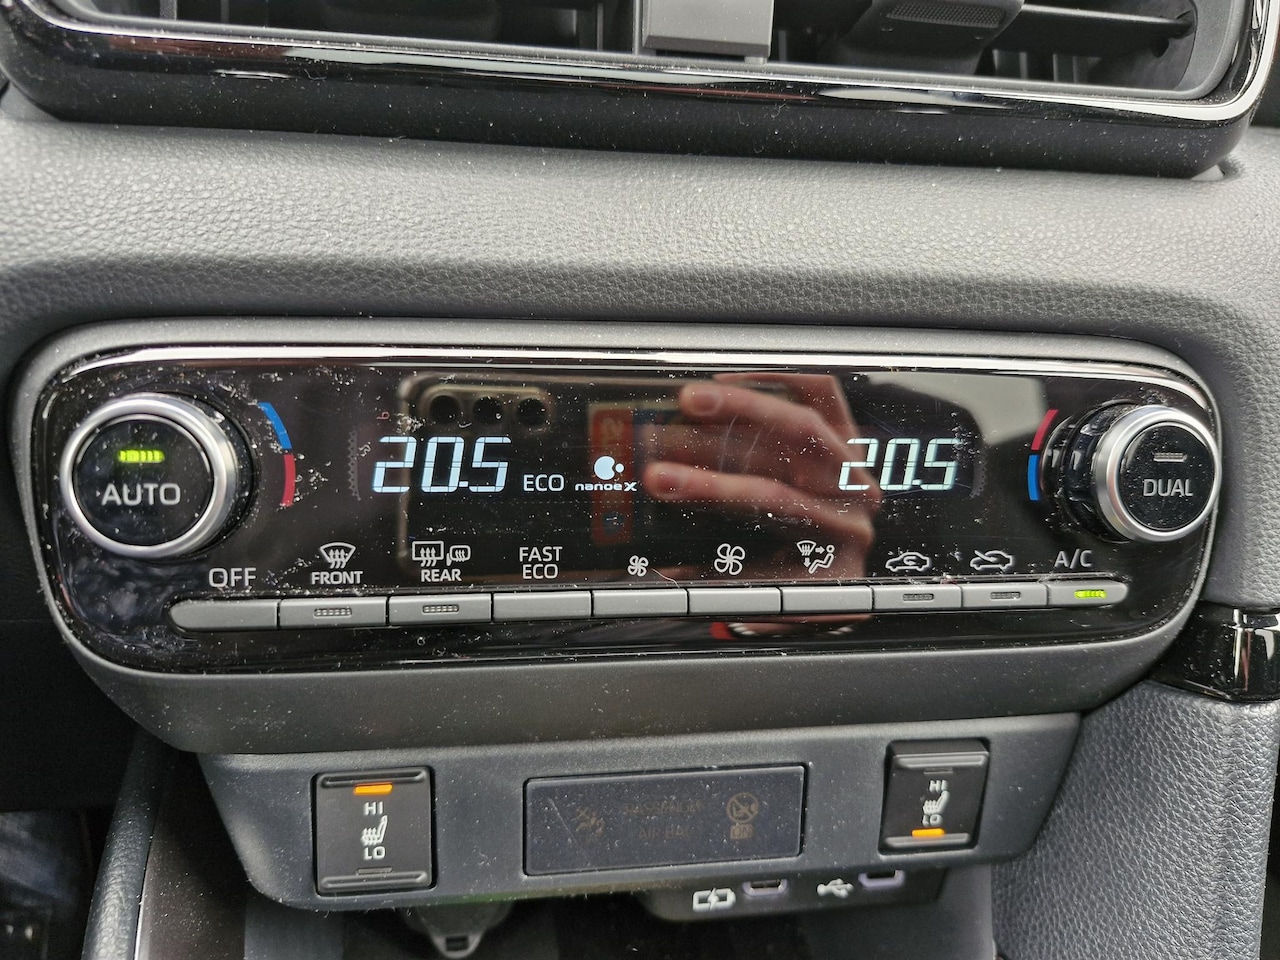 20.5 ECO nanoe X 20.5
AUTO
DUAL
OFF
FRONT
REAR
FAST
ECO
A/C
HI
LO
HI
LO
AIR BAG